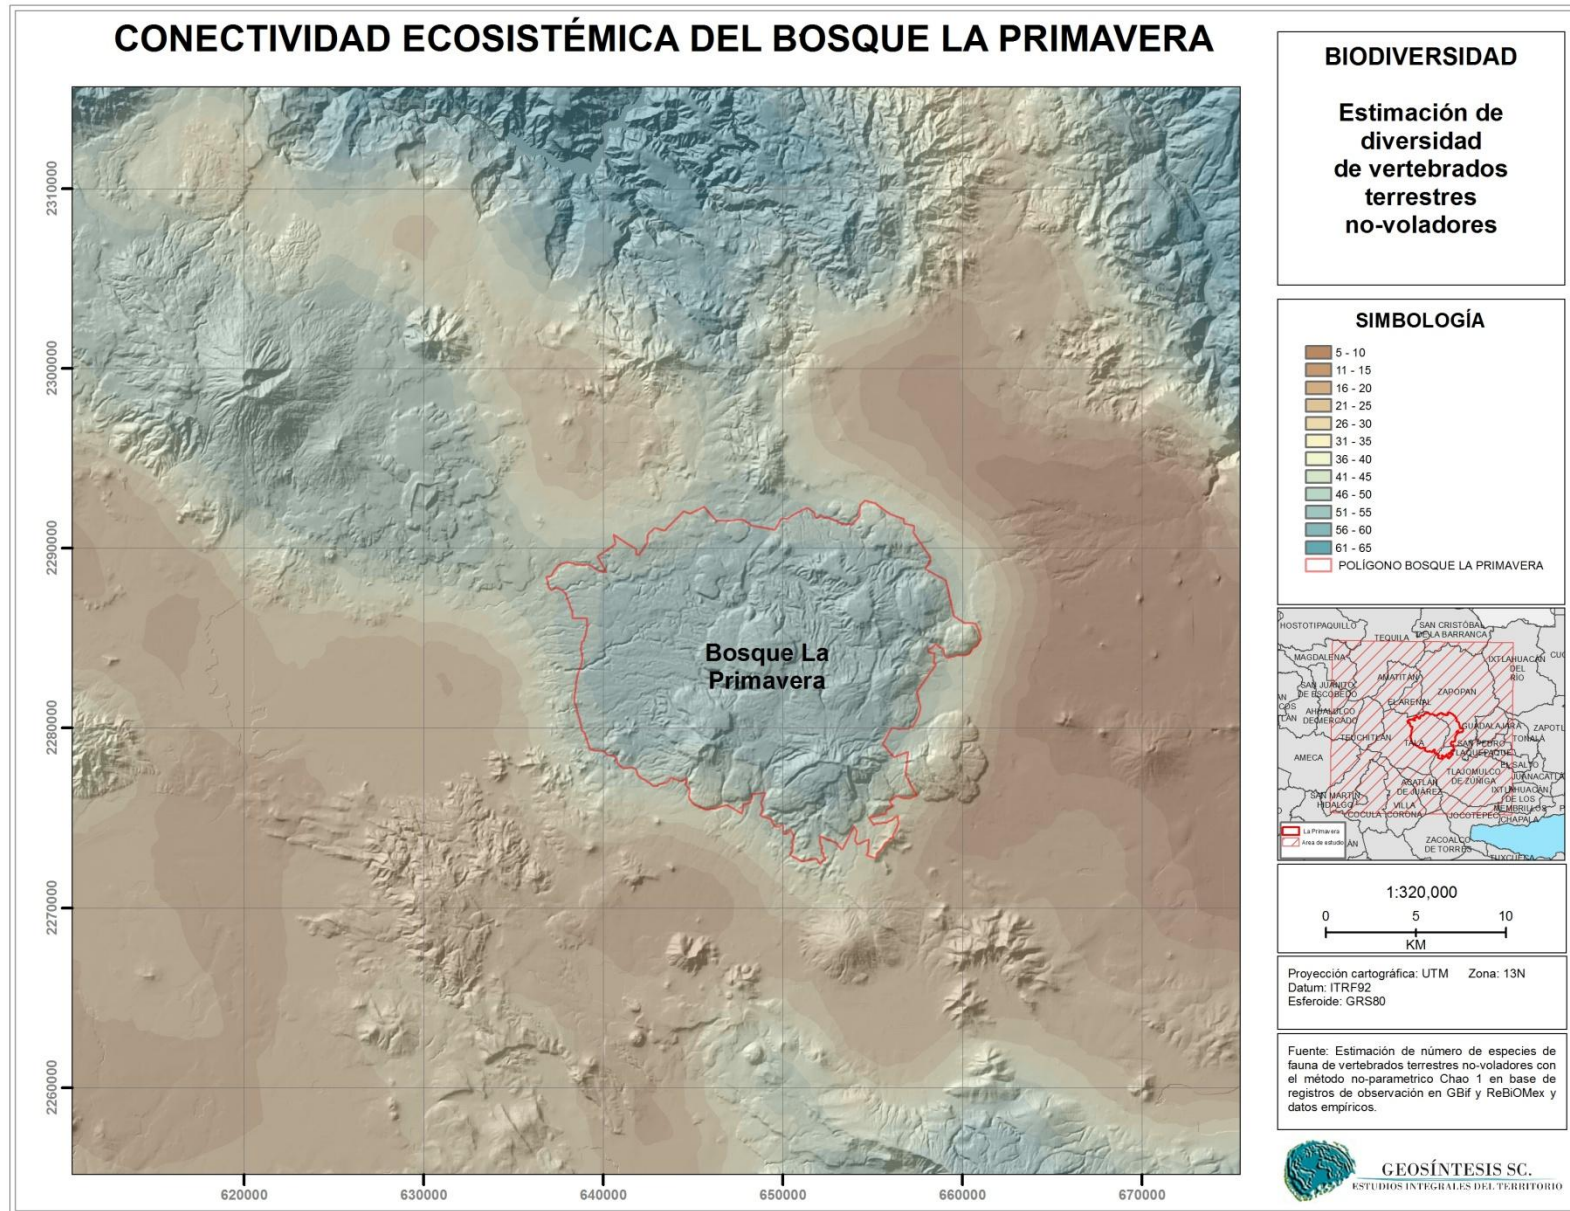 CONECTIVIDAD ECOSISTÉMICA DEL BOSQUE LA PRIMAVERA
2310000
2300000
2290000
2280000
2270000
2260000
620000
630000
640000
650000
660000
670000
Bosque La
Primavera
BIODIVERSIDAD
Estimación de
diversidad
de vertebrados
terrestres
no-voladores
SIMBOLOGÍA
5 - 10
11 - 15
16 - 20
21 - 25
26 - 30
31 - 35
36 - 40
41 - 45
46 - 50
51 - 55
56 - 60
61 - 65
POLÍGONO BOSQUE LA PRIMAVERA
HOSTOTIPAQUILLO
TEQUILA
SAN CRISTÓBAL
DE LA BARRANCA
MAGDALENA
IXTLAHUACÁN
DEL
RÍO
CUQ
AMATITÁN
SAN JUANITO
DE ESCOBEDO
ZAPOPAN
EL ARENAL
AHUALULCO
DE MERCADO
GUADALAJARA
ZAPOTL
TEUCHITLÁN
TALA
SAN PEDRO
TLAQUEPAQUE
TONALÁ
AMECA
EL SALTO
TLAJOMULCO
DE ZÚÑIGA
JUANACATLÁ
ACATLÁN
DE JUÁREZ
SAN MARTÍN
HIDALGO
VILLA
CORONA
IXTLAHUACÁN
DE LOS
MEMBRILLOS
COCULA
JOCOTEPEC
CHAPALA
ZACOALCO
DE TORRES
TUXCUECA
La Primavera
Área de estudio
1:320,000
0 5 10
KM
Proyección cartográfica: UTM Zona: 13N
Datum: ITRF92
Esferoide: GRS80
Fuente: Estimación de número de especies de
fauna de vertebrados terrestres no-voladores con
el método no-parametrico Chao 1 en base de
registros de observación en GBif y ReBiOMex y
datos empíricos.
GEOSÍNTESIS SC.
ESTUDIOS INTEGRALES DEL TERRITORIO